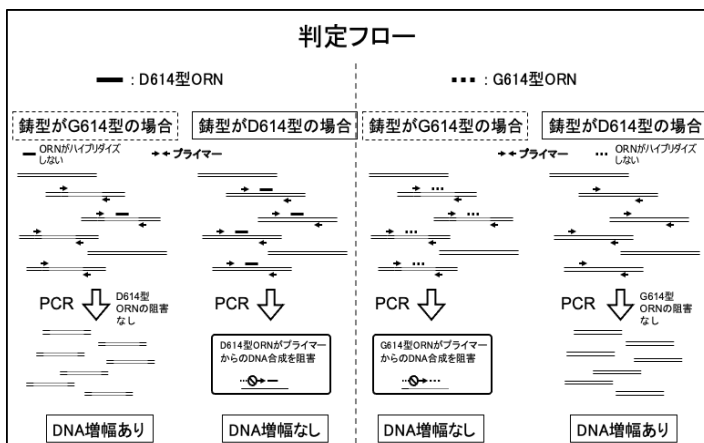 判定フロー
: D614型ORN
: G614型ORN
鋳型がG614型の場合
鋳型がD614型の場合
鋳型がG614型の場合
鋳型がD614型の場合
ORNがハイブリダイズ
しない
プライマー
プライマー
ORNがハイブリダイズ
しない
PCR
D614型
ORNの阻害
なし
PCR
PCR
PCR
G614型
ORNの阻害
なし
D614型ORNがプライマー
からのDNA合成を阻害
G614型ORNがプライマー
からのDNA合成を阻害
DNA増幅あり
DNA増幅なし
DNA増幅なし
DNA増幅あり